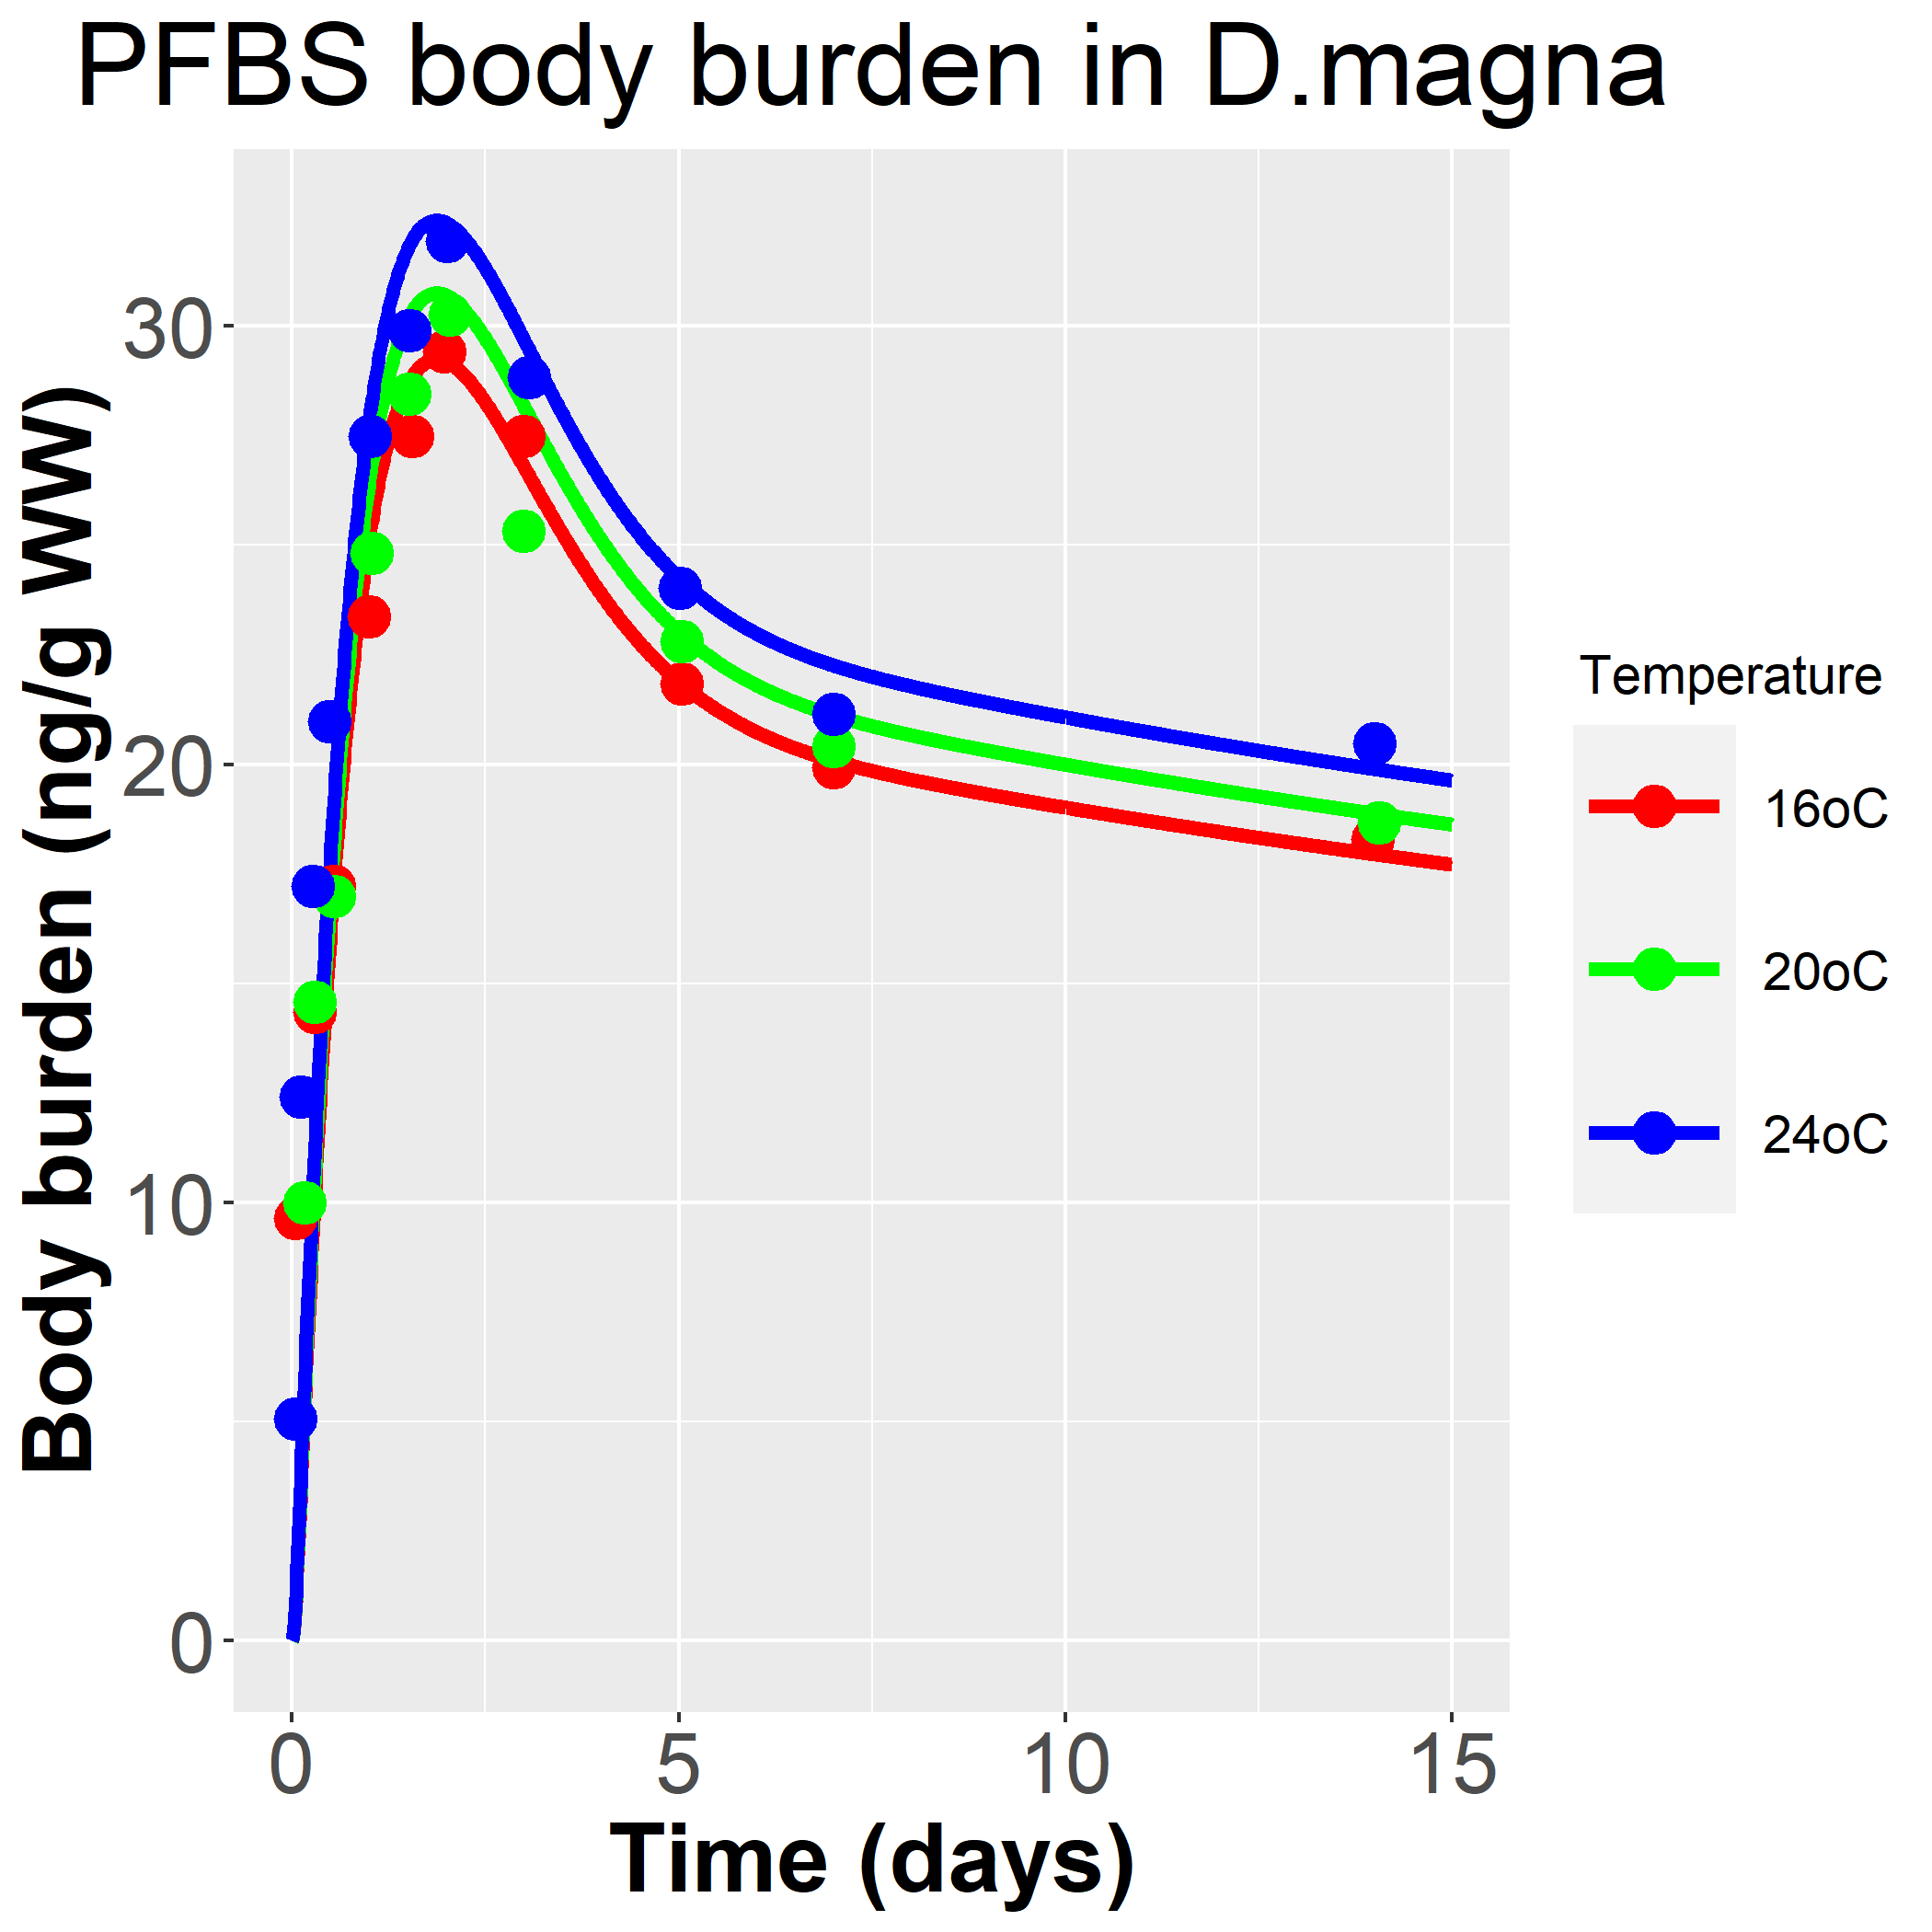 PFBS body burden in D.magna
Body burden (ng/g WW)
30
20
10
0
0 5 10 15
Time (days)
Temperature
16oC
20oC
24oC